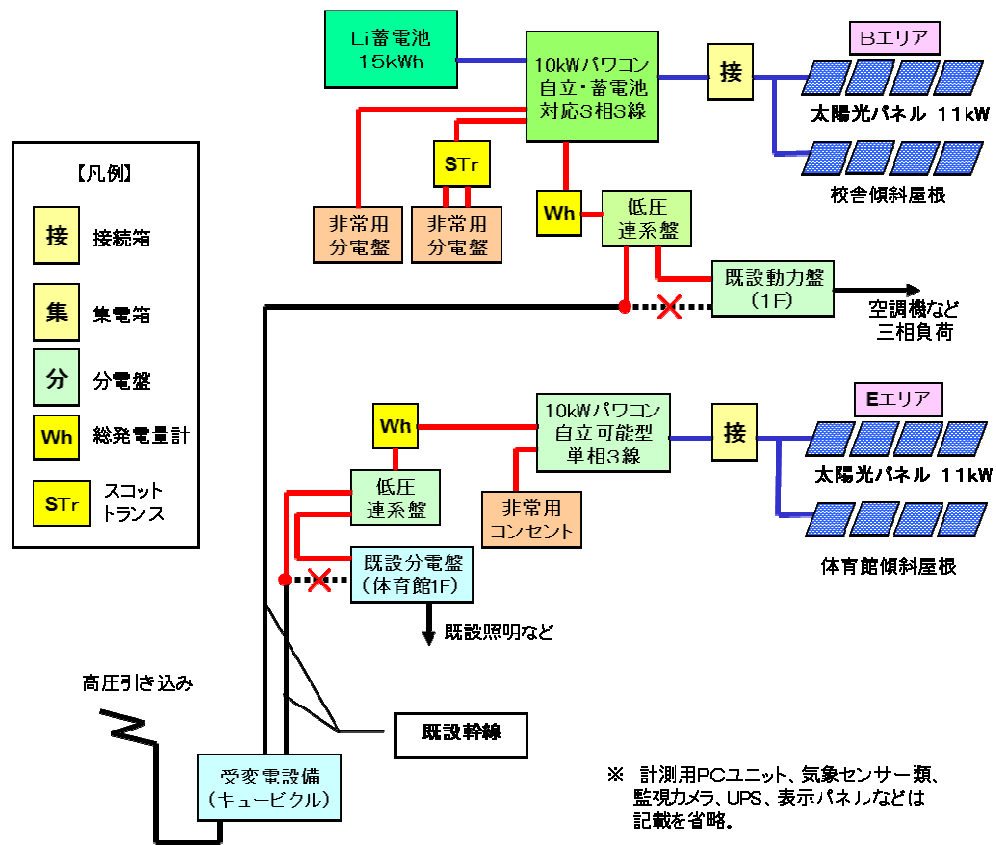 Li蓄電池
15kWh
10kWパワコン
自立・蓄電池
対応3相3線
接
Bエリア
太陽光パネル 11kW
校舎傾斜屋根
STr
非常用
分電盤
非常用
分電盤
Wh
低圧
連系盤
既設動力盤
(1F)
空調機など
三相負荷
【凡例】
接 接続箱
集 集電箱
分 分電盤
Wh 総発電量計
STr スコット
トランス
Wh
10kWパワコン
自立可能型
単相3線
接
Eエリア
太陽光パネル 11kW
体育館傾斜屋根
低圧
連系盤
非常用
コンセント
既設分電盤
(体育館1F)
既設照明など
高圧引き込み
既設幹線
受変電設備
(キュービクル)
※ 計測用PCユニット、気象センサー類、
監視カメラ、UPS、表示パネルなどは
記載を省略。